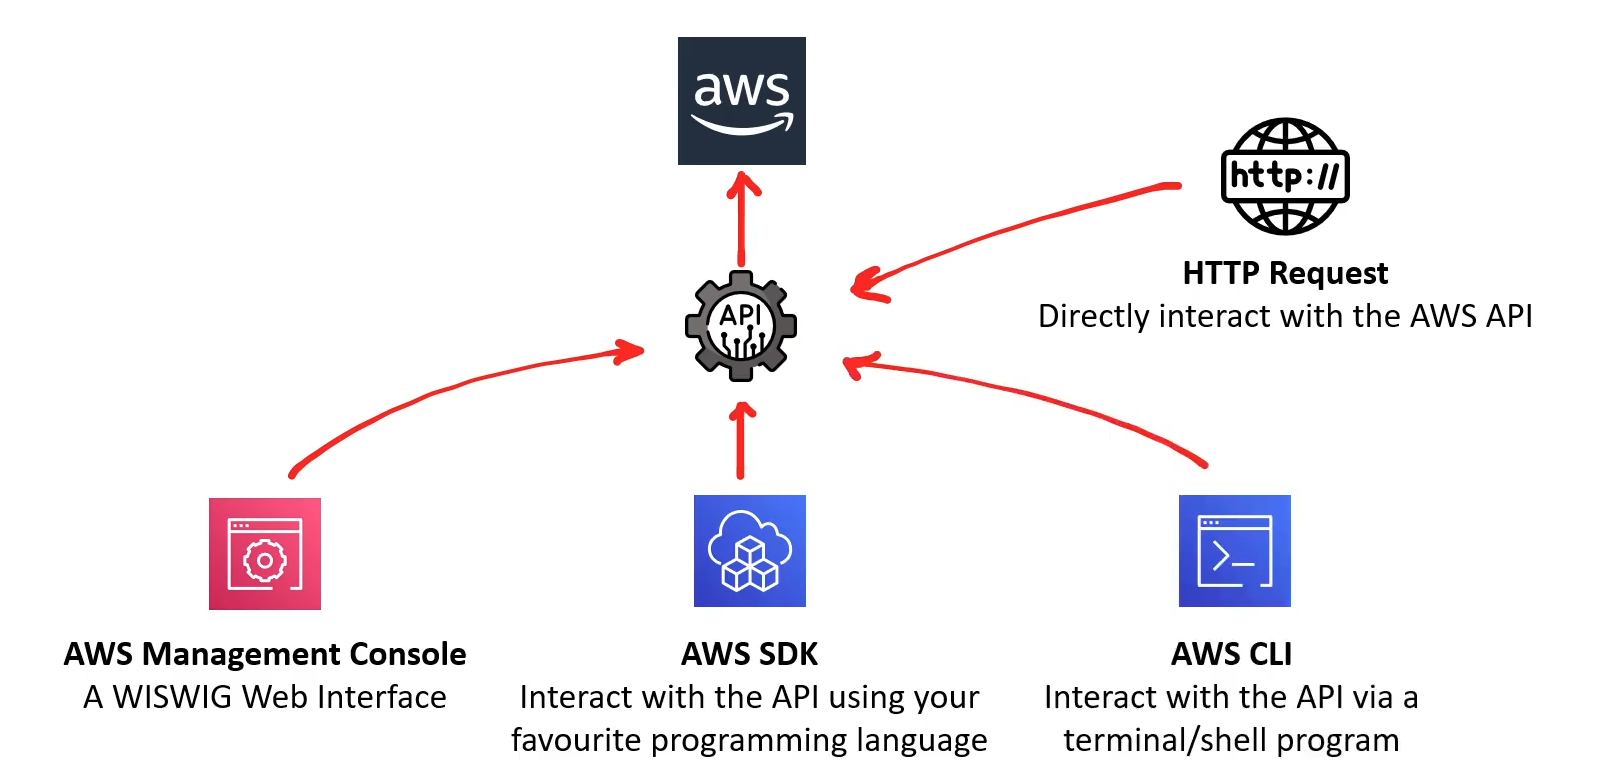 aws
http://
HTTP Request
Directly interact with the AWS API
API
AWS Management Console
A WISWIG Web Interface
AWS SDK
Interact with the API using your
favourite programming language
AWS CLI
Interact with the API via a
terminal/shell program